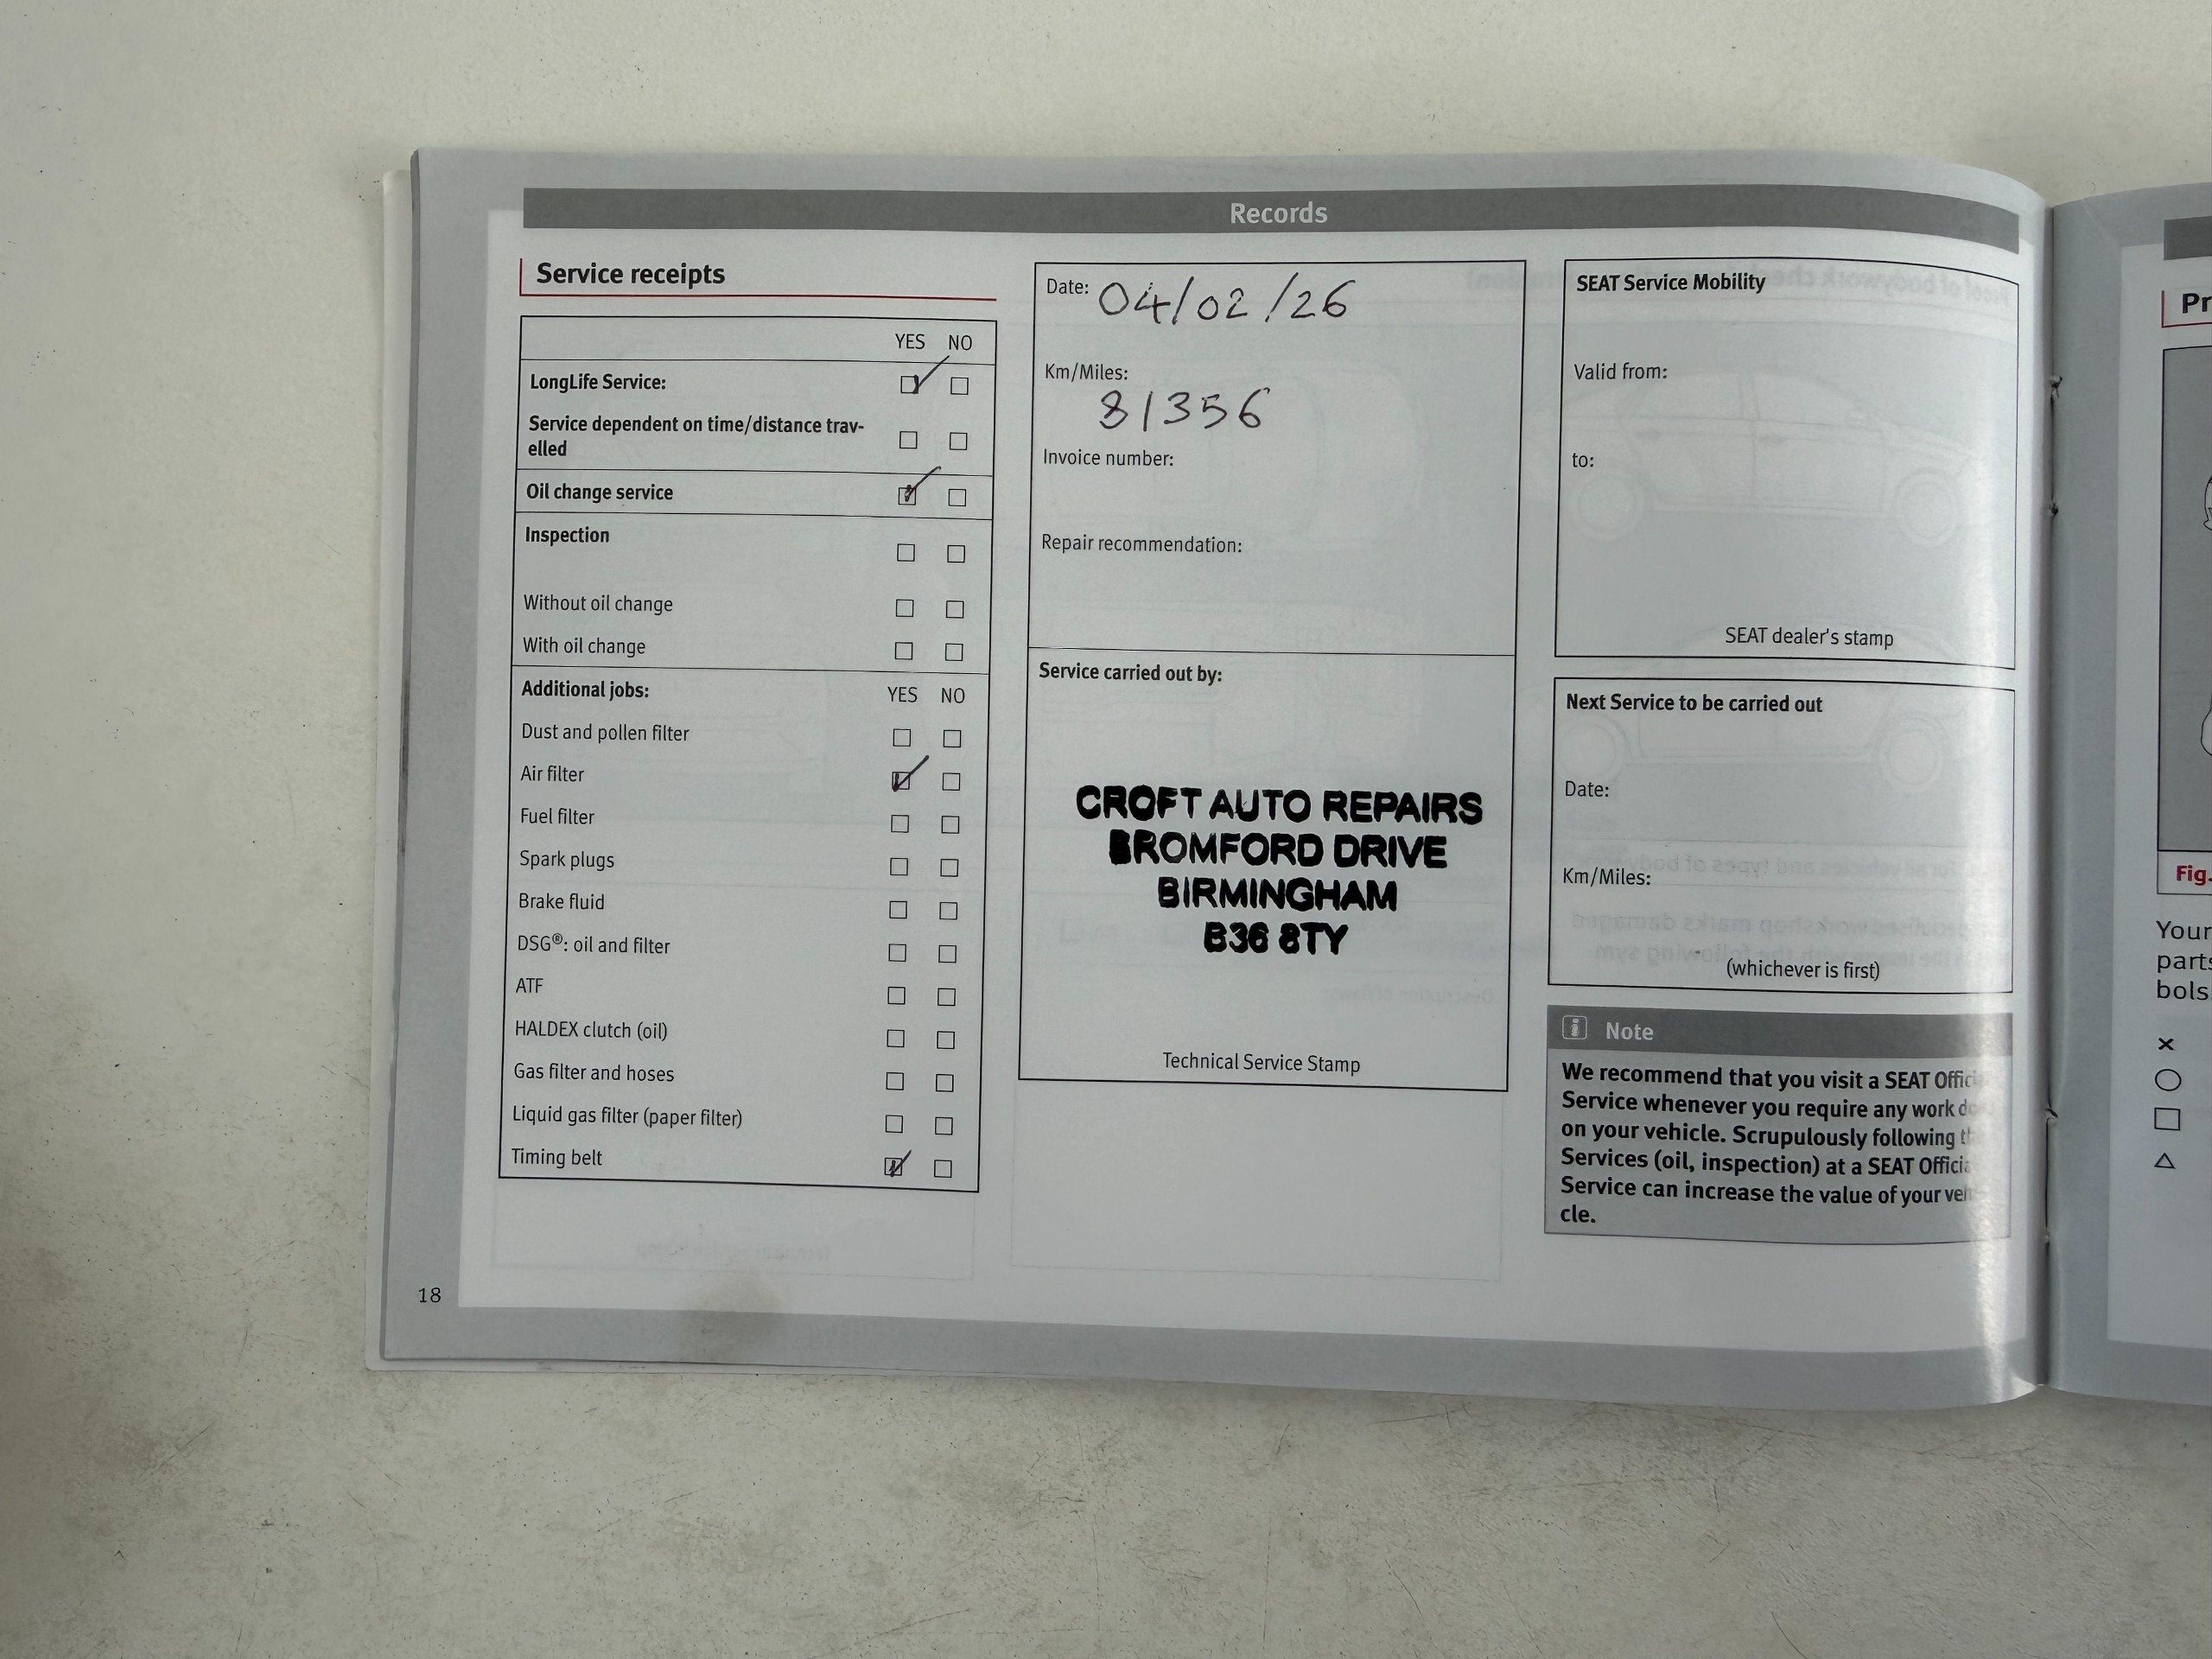 Records
Service receipts
YES NO
LongLife Service:
Service dependent on time/distance trav-
elled
Oil change service
Inspection
Without oil change
With oil change
Additional jobs: YES NO
Dust and pollen filter
Air filter
Fuel filter
Spark plugs
Brake fluid
DSG®: oil and filter
ATF
HALDEX clutch (oil)
Gas filter and hoses
Liquid gas filter (paper filter)
Timing belt
18
Date: 04/02/26
Km/Miles:
81356
Invoice number:
Repair recommendation:
Service carried out by:
CROFT AUTO REPAIRS
BROMFORD DRIVE
BIRMINGHAM
B36 8TY
Technical Service Stamp
SEAT Service Mobility
Valid from:
to:
SEAT dealer's stamp
Next Service to be carried out
Date:
Km/Miles:
(whichever is first)
Note
We recommend that you visit a SEAT
Service whenever you require any work
on your vehicle. Scrupulously following
Services (oil, inspection) at a SEAT
Service can increase the value of your
cle.
Pr
Fig.
Your
parts
bols